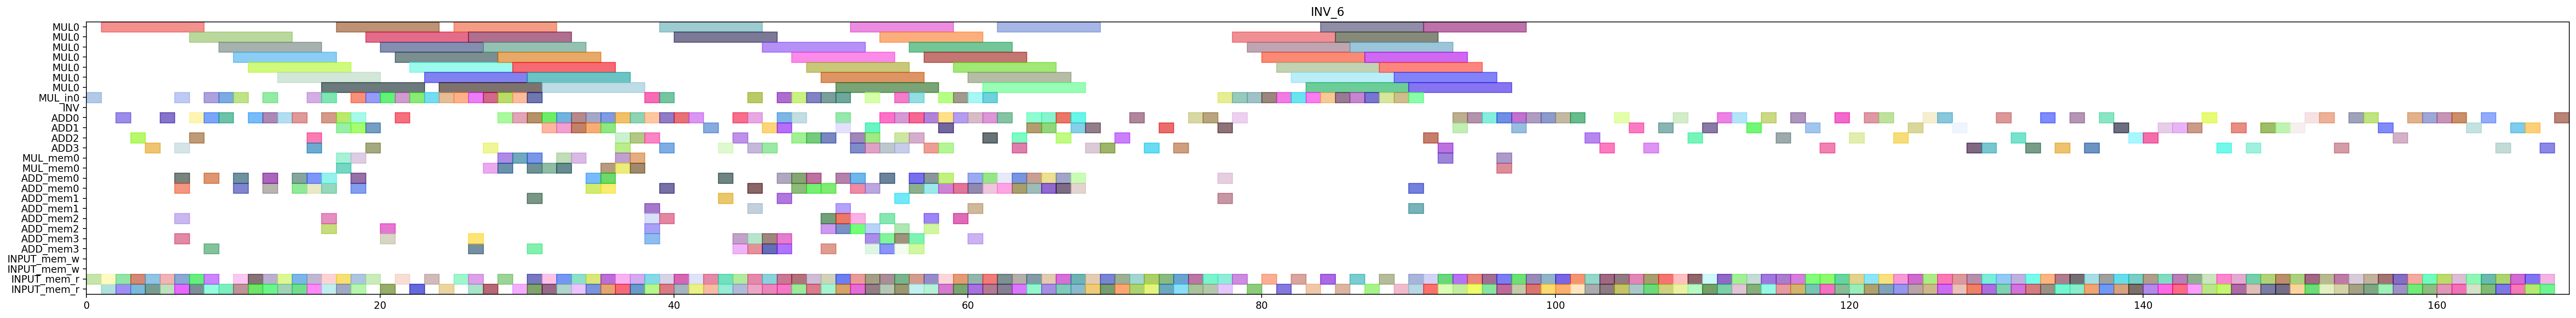 INV_6
MUL0
MUL0
MUL0
MUL0
MUL0
MUL0
MUL0
MUL_in0
INV
ADD0
ADD1
ADD2
ADD3
MUL_mem0
MUL_mem0
ADD_mem0
ADD_mem0
ADD_mem1
ADD_mem1
ADD_mem2
ADD_mem2
ADD_mem3
ADD_mem3
INPUT_mem_w
INPUT_mem_w
INPUT_mem_r
INPUT_mem_r
0 20 40 60 80 100 120 140 160